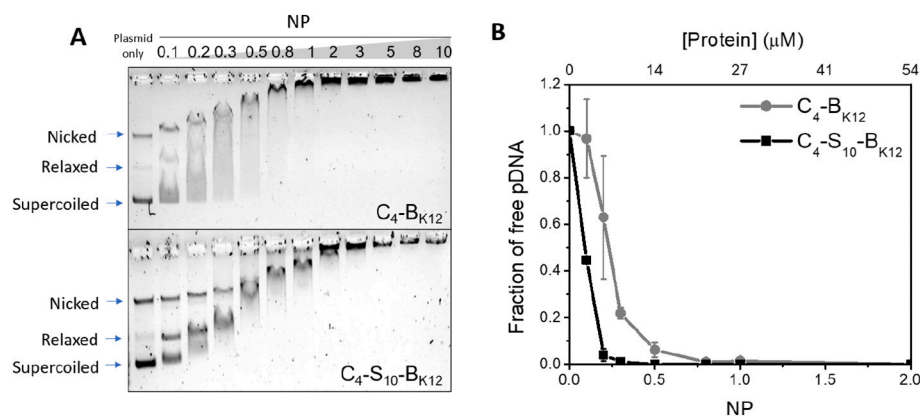 A
NP
Plasmid only
0.1 0.2 0.3 0.5 0.8 1 2 3 5 8 10
Nicked
Relaxed
Supercoiled
C4-BK12
Nicked
Relaxed
Supercoiled
C4-S10-BK12
B
[Protein] (μM)
0 14 27 41 54
C4-BK12
C4-S10-BK12
Fraction of free pDNA
1.2
1.0
0.8
0.6
0.4
0.2
0.0
0.0 0.5 1.0 1.5 2.0
NP